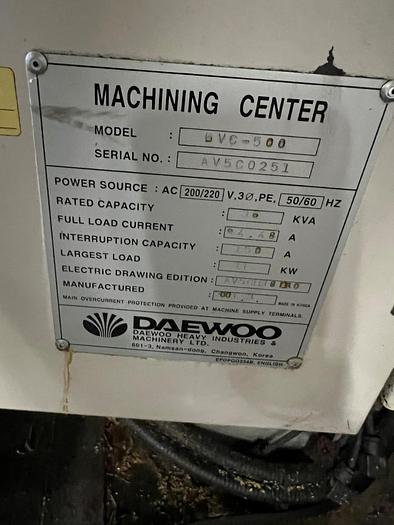 MACHINING CENTER
MODEL : DVC-500
SERIAL NO. : AV5C0251
POWER SOURCE : AC 200/220 V, 3Ø, PE, 50/60 HZ
RATED CAPACITY : KVA
FULL LOAD CURRENT : A
INTERRUPTION CAPACITY : A
LARGEST LOAD : KW
ELECTRIC DRAWING EDITION :
MANUFACTURED : MADE IN KOREA
MAIN OVERCURRENT PROTECTION PROVIDED AT MACHINE SUPPLY TERMINALS.
DAEWOO
DAEWOO HEAVY INDUSTRIES &
MACHINERY LTD.
601-3, Namsan-dong, Changwon, Korea
ENGLISH